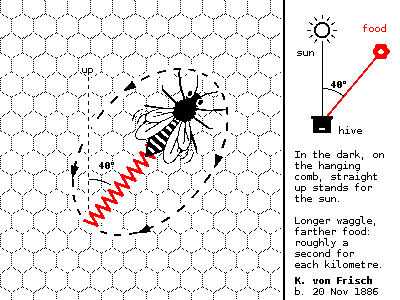 up
40°
food
sun
40°
hive
In the dark, on
the hanging
comb, straight
up stands for
the sun.
Longer waggle,
farther food:
roughly a
second for
each kilometre.
K. von Frisch
b. 20 Nov 1886